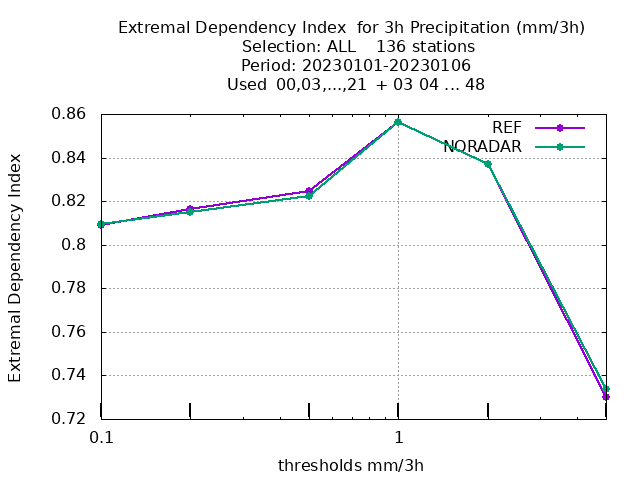 Extremal Dependency Index  for 3h Precipitation (mm/3h)
Selection: ALL    136 stations
Period: 20230101-20230106
Used  00,03,...,21  + 03 04 ... 48
REF
NORADAR
Extremal Dependency Index
0.86
0.84
0.82
0.8
0.78
0.76
0.74
0.72
0.1
1
thresholds mm/3h